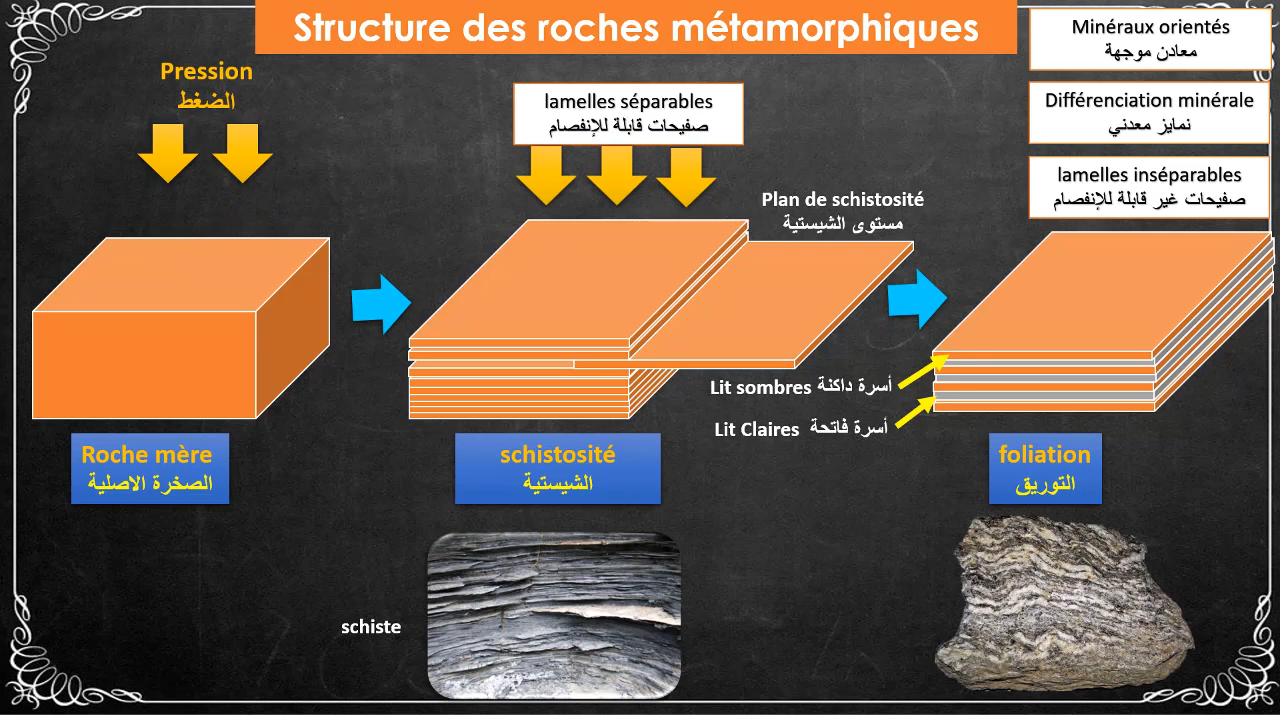 Structure des roches métamorphiques
Pression
الضغط
lamelles séparables
صفيحات قابلة للإنفصام
Minéraux orientés
معادن موجهة
Différenciation minérale
نمايز معدني
lamelles inséparables
صفيحات غير قابلة للإنفصام
Plan de schistosité
مستوى الشيستية
Lit sombres أسرة داكنة
Lit Claires أسرة فاتحة
Roche mère
الصخرة الاصلية
schistosité
الشيستية
foliation
التوريق
schiste